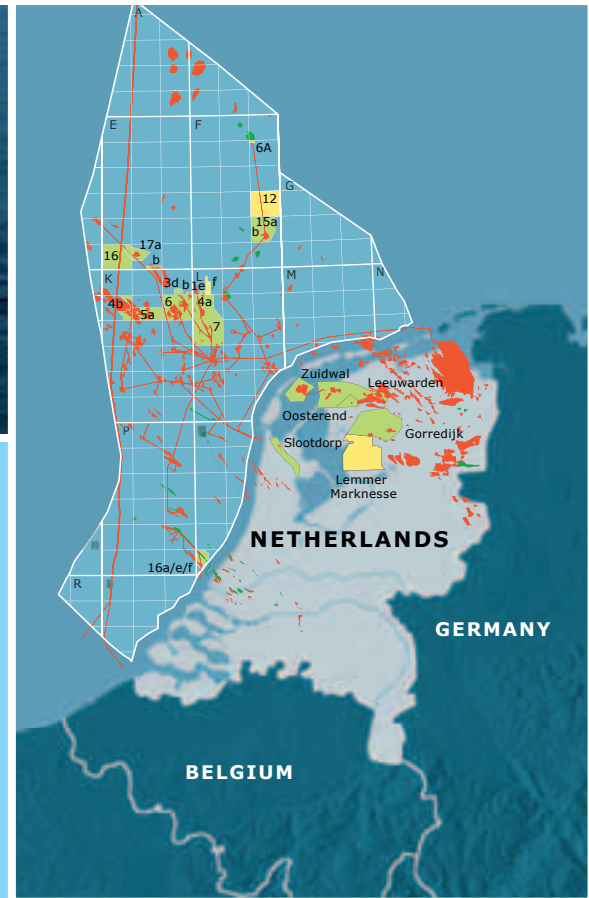 A
E
F
6A
G
12
15a
b
17a
16
b
K
L
M
N
3d
b
1e
f
4b
6
4a
5a
7
Zuidwal
Leeuwarden
Oosterend
P
Gorredijk
Slootdorp
Lemmer
Marknesse
NETHERLANDS
16a/e/f
R
GERMANY
BELGIUM